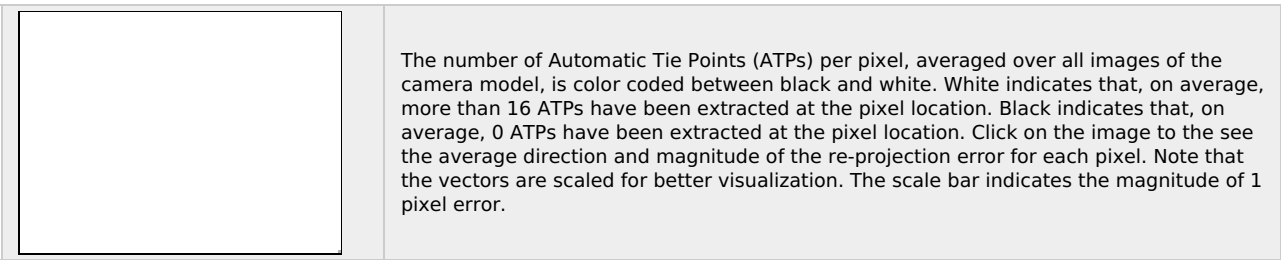 The number of Automatic Tie Points (ATPs) per pixel, averaged over all images of the
camera model, is color coded between black and white. White indicates that, on average,
more than 16 ATPs have been extracted at the pixel location. Black indicates that, on
average, 0 ATPs have been extracted at the pixel location. Click on the image to the see
the average direction and magnitude of the re-projection error for each pixel. Note that
the vectors are scaled for better visualization. The scale bar indicates the magnitude of 1
pixel error.